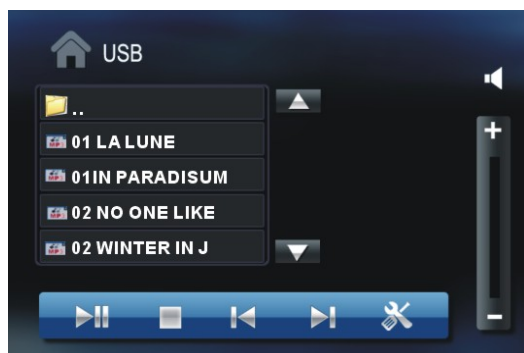 USB
..
01 LA LUNE
01IN PARADISUM
02 NO ONE LIKE
02 WINTER IN J